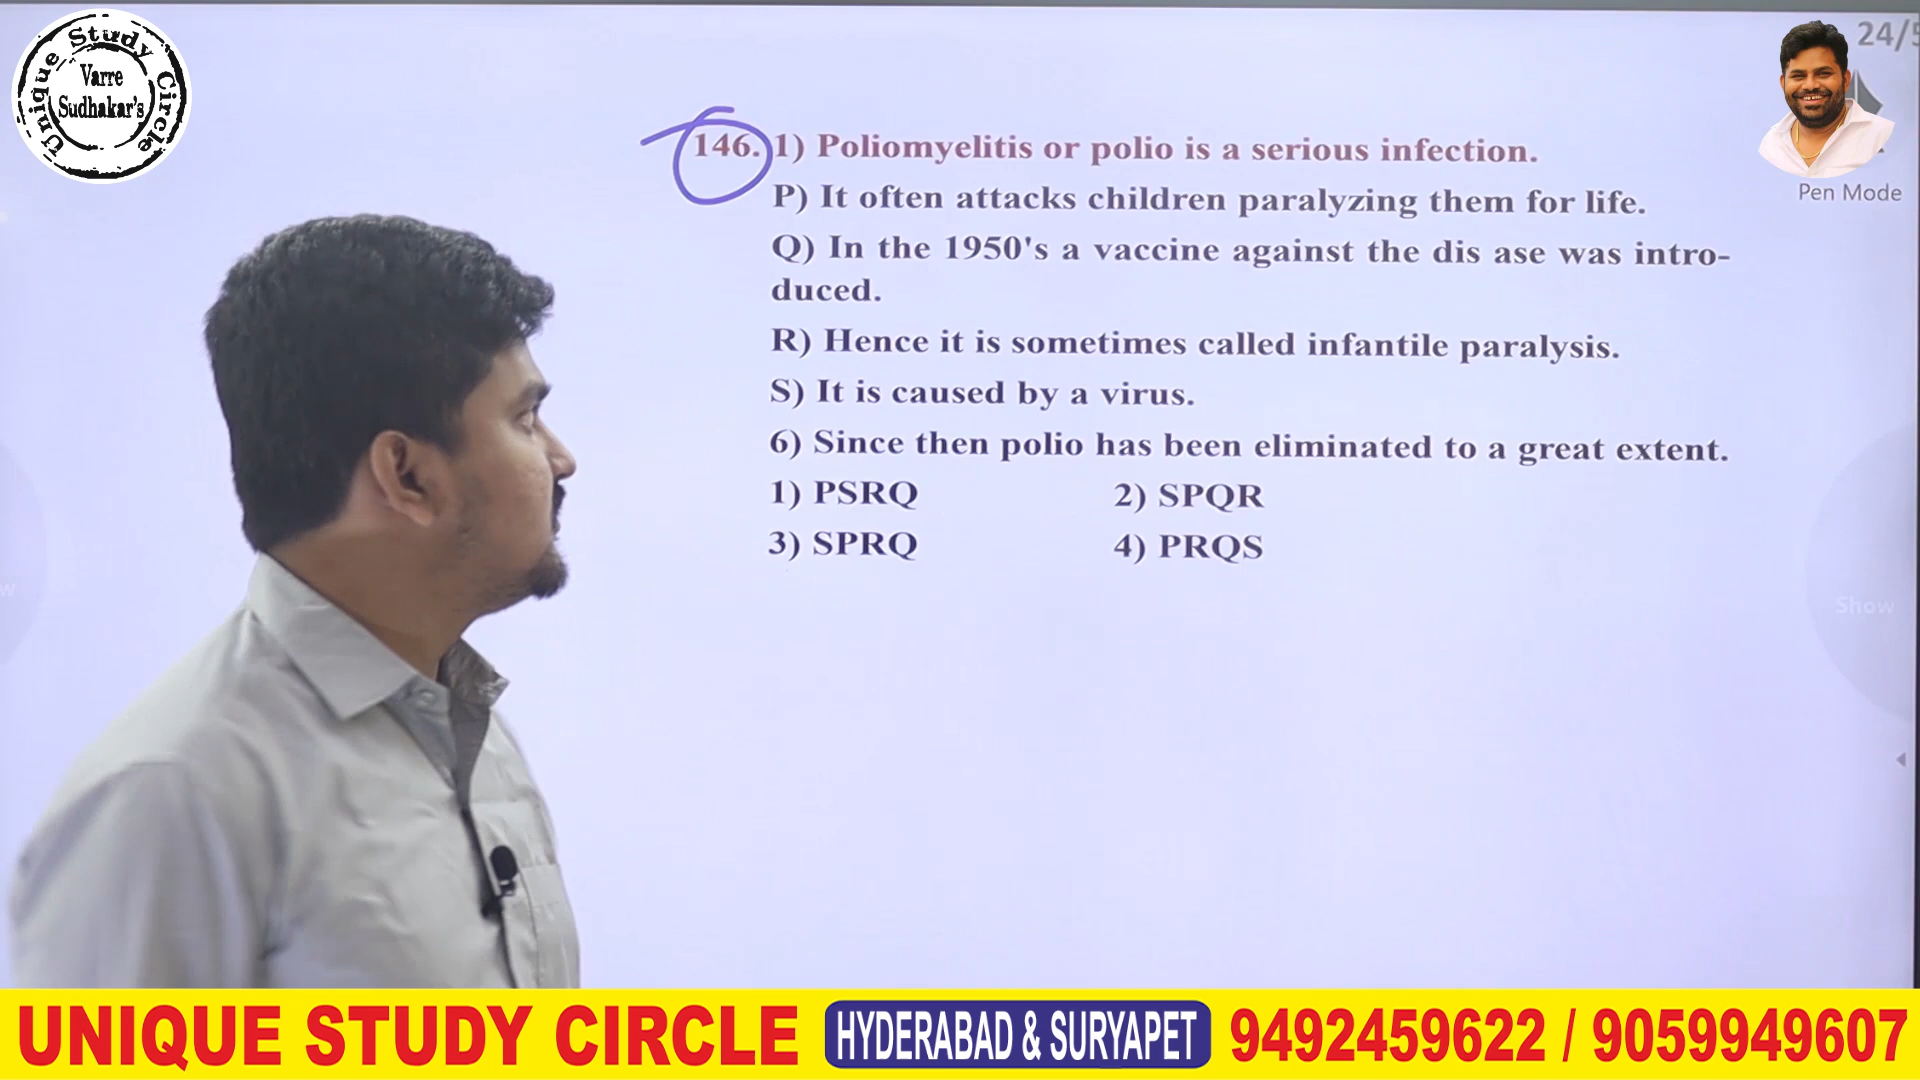 Unique Study Circle
Varre
Sudhakar's
24/5
Pen Mode
146. 1) Poliomyelitis or polio is a serious infection.
P) It often attacks children paralyzing them for life.
Q) In the 1950's a vaccine against the dis ase was intro-
duced.
R) Hence it is sometimes called infantile paralysis.
S) It is caused by a virus.
6) Since then polio has been eliminated to a great extent.
1) PSRQ 2) SPQR
3) SPRQ 4) PRQS
Show
UNIQUE STUDY CIRCLE HYDERABAD & SURYAPET 9492459622 / 9059949607